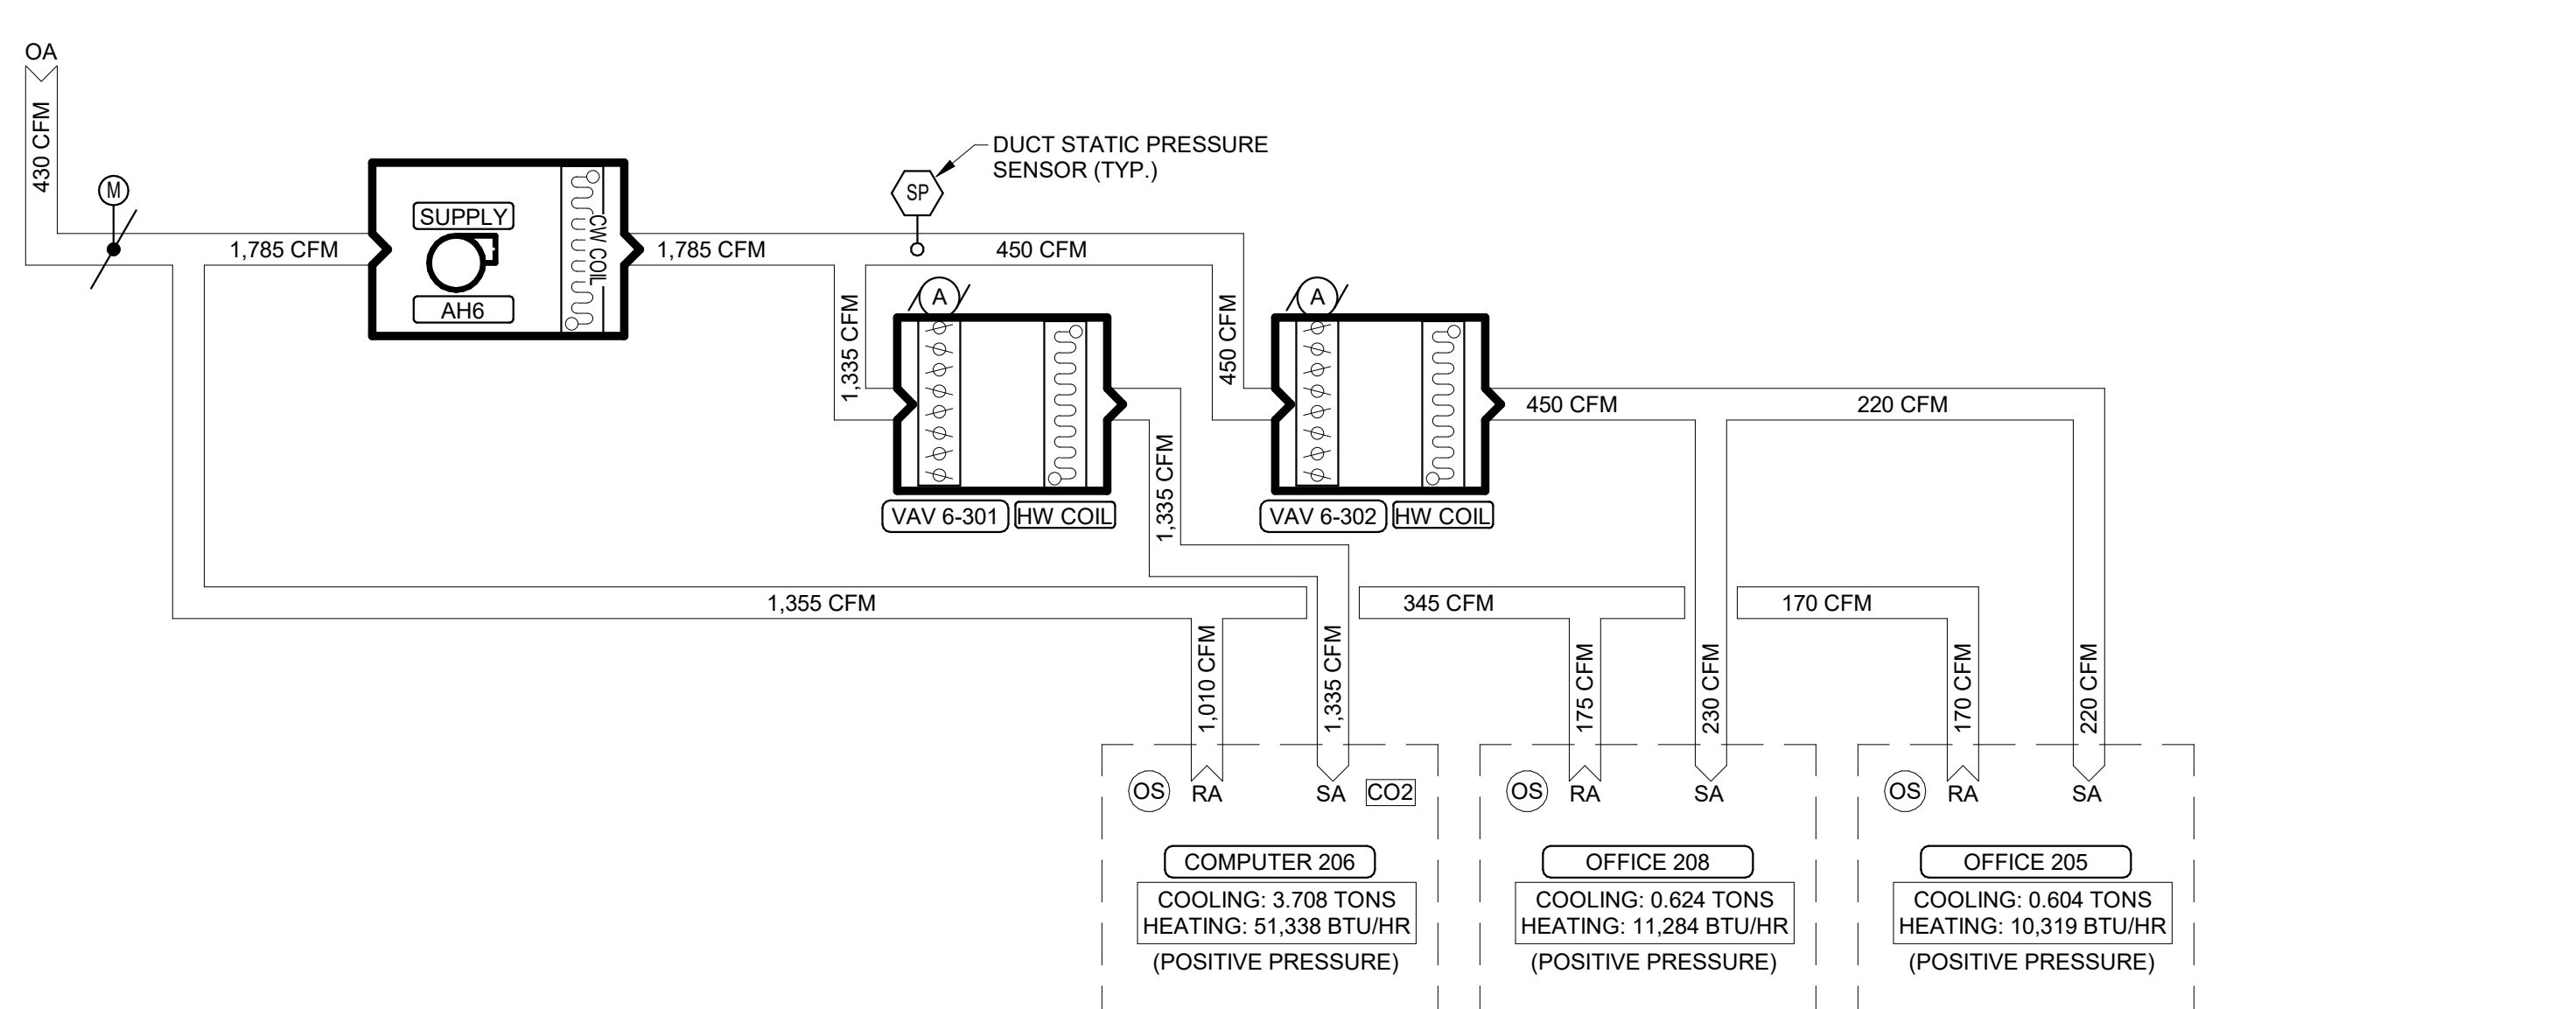 OA
430 CFM
M
SUPPLY
AH6
CW COIL
1,785 CFM
1,785 CFM
DUCT STATIC PRESSURE
SENSOR (TYP.)
SP
450 CFM
1,335 CFM
A
VAV 6-301
HW COIL
1,335 CFM
450 CFM
A
VAV 6-302
HW COIL
450 CFM
220 CFM
1,355 CFM
345 CFM
170 CFM
1,010 CFM
1,335 CFM
175 CFM
230 CFM
170 CFM
220 CFM
OS
RA
SA
CO2
COMPUTER 206
COOLING: 3.708 TONS
HEATING: 51,338 BTU/HR
(POSITIVE PRESSURE)
OS
RA
SA
OFFICE 208
COOLING: 0.624 TONS
HEATING: 11,284 BTU/HR
(POSITIVE PRESSURE)
OS
RA
SA
OFFICE 205
COOLING: 0.604 TONS
HEATING: 10,319 BTU/HR
(POSITIVE PRESSURE)